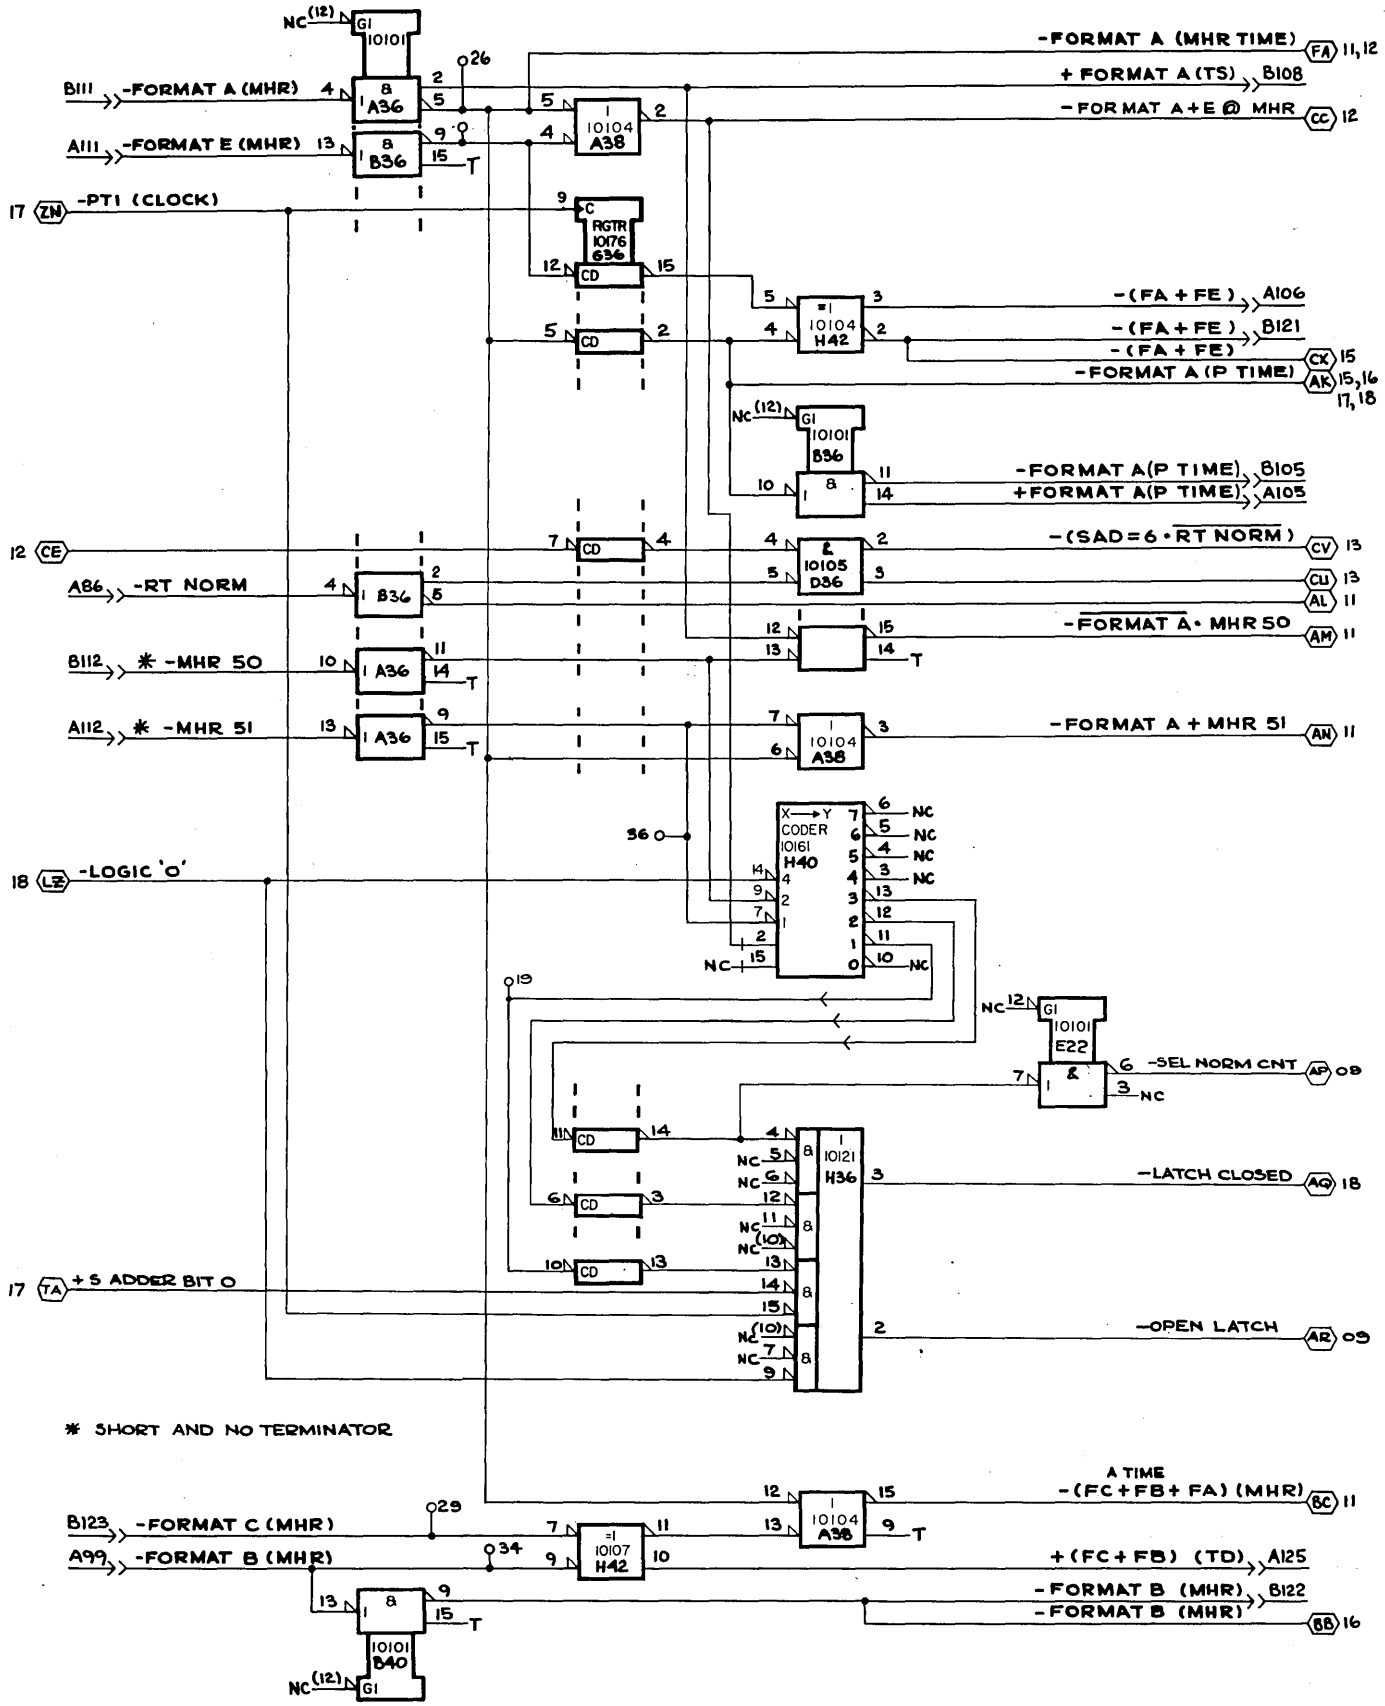 NC (12) G1
10101
-FORMAT A (MHR TIME) FA 11,12
26
+ FORMAT A (TS) B108
B111 -FORMAT A (MHR) 4 1 & A36 2 5
5 1 10104 A38 2
-FORMAT A+E @ MHR CC 12
A111 -FORMAT E (MHR) 13 1 & B36 9 15 T
4
17 ZN -PT1 (CLOCK) 9 C
RGTR
10176
G36
12 CD 15
5 =1 3 -(FA + FE) A106
5 CD 2 4 10104 H42 2 -(FA + FE) B121
-(FA + FE) CX 15
-FORMAT A (P TIME) AK 15,16
17,18
NC (12) G1
10101
B36
10 1 & 11 -FORMAT A(P TIME) B105
14 +FORMAT A(P TIME) A105
12 CE 7 CD 4 4 & 2 -(SAD=6 · RT NORM) CV 13
10105
5 D36 3 CU 13
A86 -RT NORM 4 1 B36 2 5
AL 11
12 15 -FORMAT A · MHR 50 AM 11
13 14 T
B112 * -MHR 50 10 1 A36 11 14 T
A112 * -MHR 51 13 1 A36 9 15 T
7 1 3 -FORMAT A + MHR 51 AN 11
10104
6 A38
X → Y 7 6 NC
CODER 6 5 NC
10161 5 4 NC
H40 4 3 NC
36
18 LZ -LOGIC '0' 14 4 3 13
9 2 2 12
7 1 1 11
2
NC 15 0 10 NC
19
NC 12 G1
10101
E22
7 1 & 6 -SEL NORM CNT AP 09
3 NC
11 CD 14 4 & 1
NC 5 10121
NC 6 H36 3 -LATCH CLOSED AQ 18
6 CD 3 12
NC 11 &
NC (10)
10 CD 13 13
17 TA + S ADDER BIT 0 14 &
15
NC (10) 2 -OPEN LATCH AR 09
NC 7 &
9
* SHORT AND NO TERMINATOR
A TIME
12 1 15 -(FC+FB+FA) (MHR) BC 11
10104
13 A38 9 T
29
B123 -FORMAT C (MHR) 7 =1 11
10107
34
A99 -FORMAT B (MHR) 9 H42 10 + (FC+FB) (TD) A125
13 1 & 9 -FORMAT B (MHR) B122
15 T -FORMAT B (MHR) BB 16
10101
B40
NC (12) G1